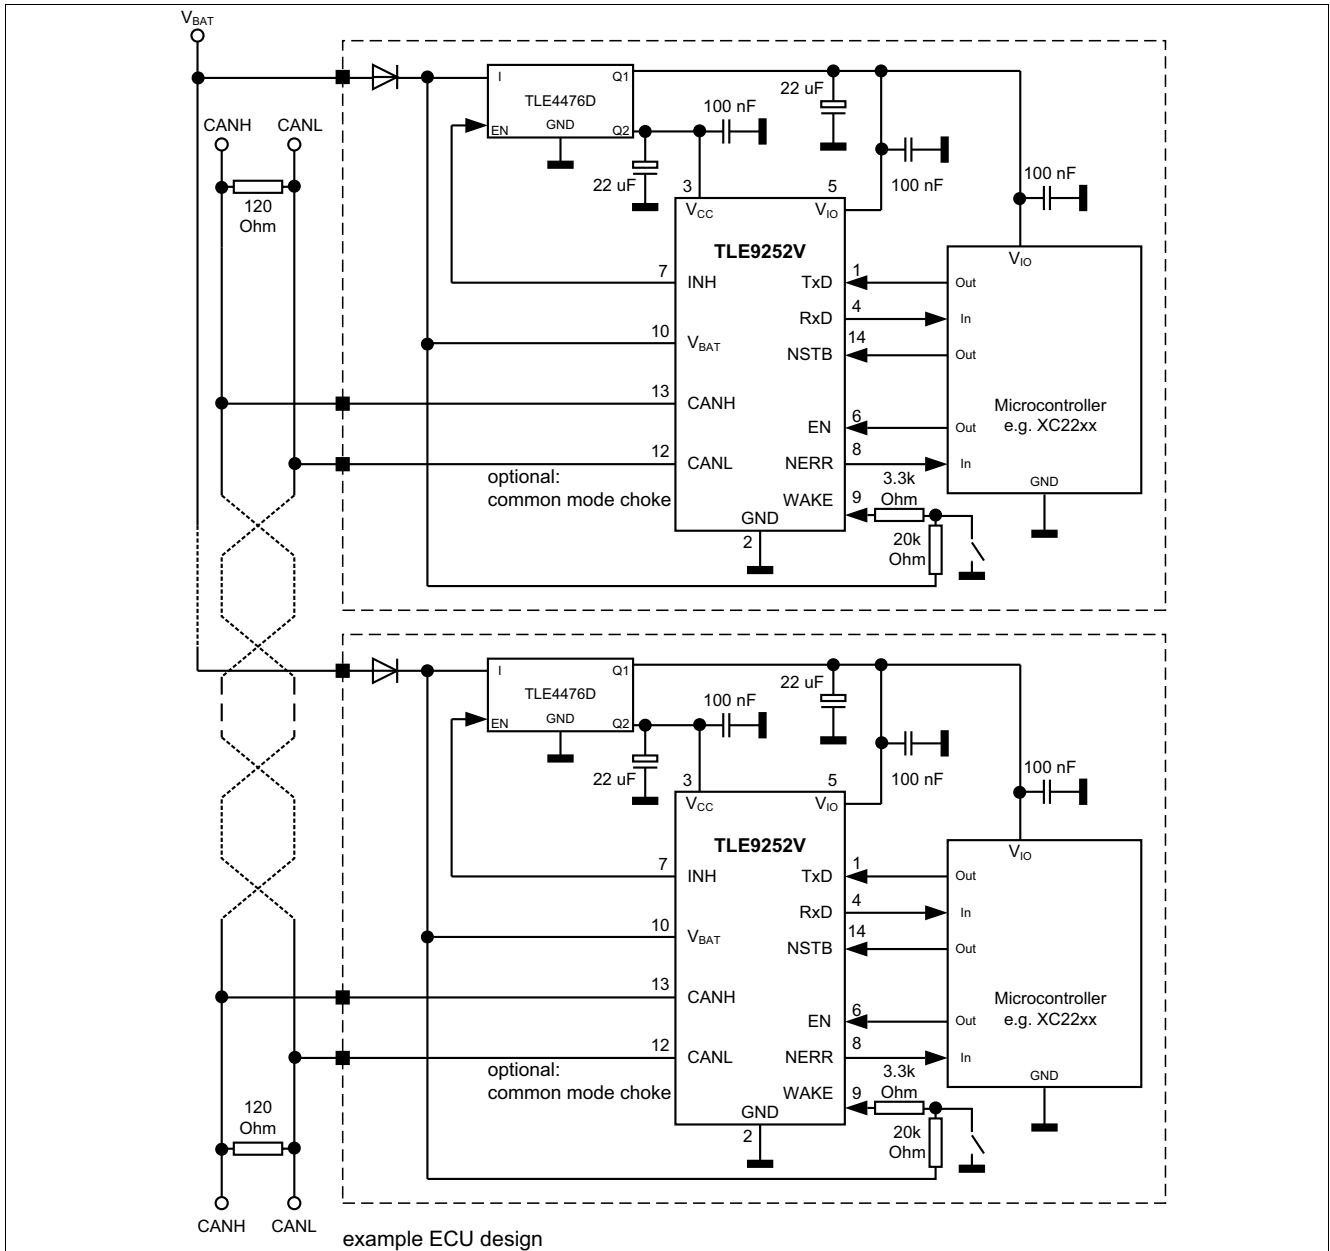 VBAT
CANH CANL
120
Ohm
I Q1
TLE4476D
EN GND Q2
22 uF
100 nF
22 uF
100 nF
100 nF
3 5
VCC VIO
TLE9252V
7 INH
10 VBAT
13 CANH
12 CANL
TxD 1
RxD 4
NSTB 14
EN 6
NERR 8
WAKE 9
GND
2
optional:
common mode choke
3.3k
Ohm
20k
Ohm
VIO
Out
In
Out
Microcontroller
e.g. XC22xx
Out
In
GND
I Q1
TLE4476D
EN GND Q2
22 uF
100 nF
22 uF
100 nF
100 nF
3 5
VCC VIO
TLE9252V
7 INH
10 VBAT
13 CANH
12 CANL
TxD 1
RxD 4
NSTB 14
EN 6
NERR 8
WAKE 9
GND
2
optional:
common mode choke
3.3k
Ohm
20k
Ohm
VIO
Out
In
Out
Microcontroller
e.g. XC22xx
Out
In
GND
120
Ohm
CANH CANL
example ECU design